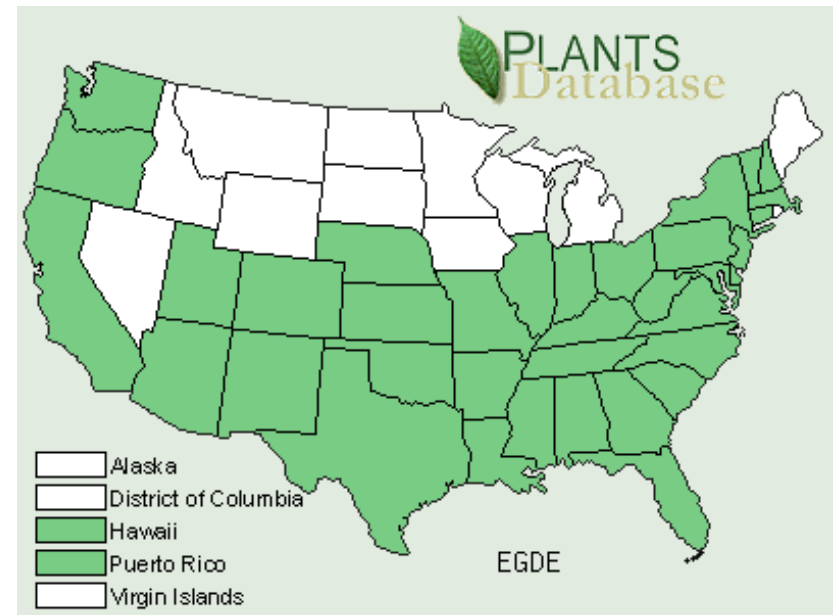 PLANTS
Database
Alaska
District of Columbia
Hawaii
Puerto Rico
Virgin Islands
EGDE